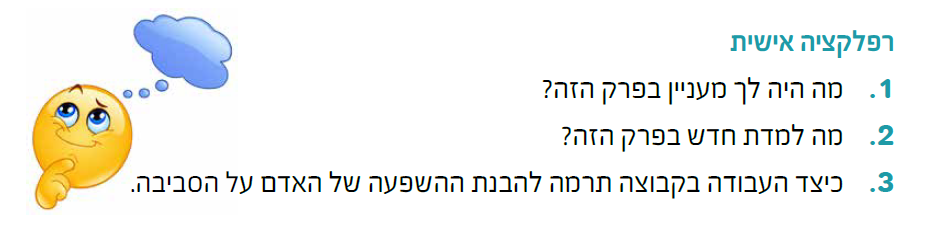 רפלקציה אישית
1. מה היה לך מעניין בפרק הזה?
2. מה למדת חדש בפרק הזה?
3. כיצד העבודה בקבוצה תרמה להבנת ההשפעה של האדם על הסביבה.